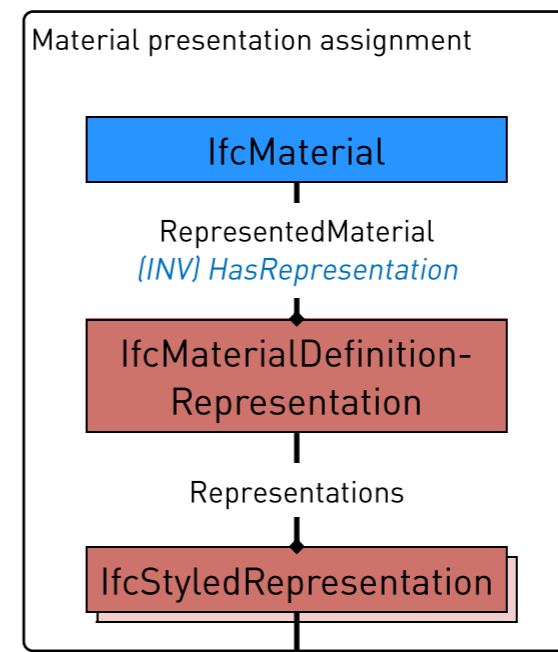 Material presentation assignment
IfcMaterial
RepresentedMaterial
(INV) HasRepresentation
IfcMaterialDefinition-
Representation
Representations
IfcStyledRepresentation